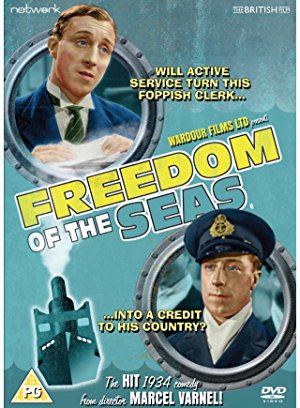 network
THE BRITISH FILM
WILL ACTIVE
SERVICE TURN THIS
FOPPISH CLERK...
WARDOUR FILMS LTD present
FREEDOM
OF THE SEAS
...INTO A CREDIT
TO HIS COUNTRY?
The HIT 1934 comedy
from director MARCEL VARNEL!
PG
DVD
VIDEO